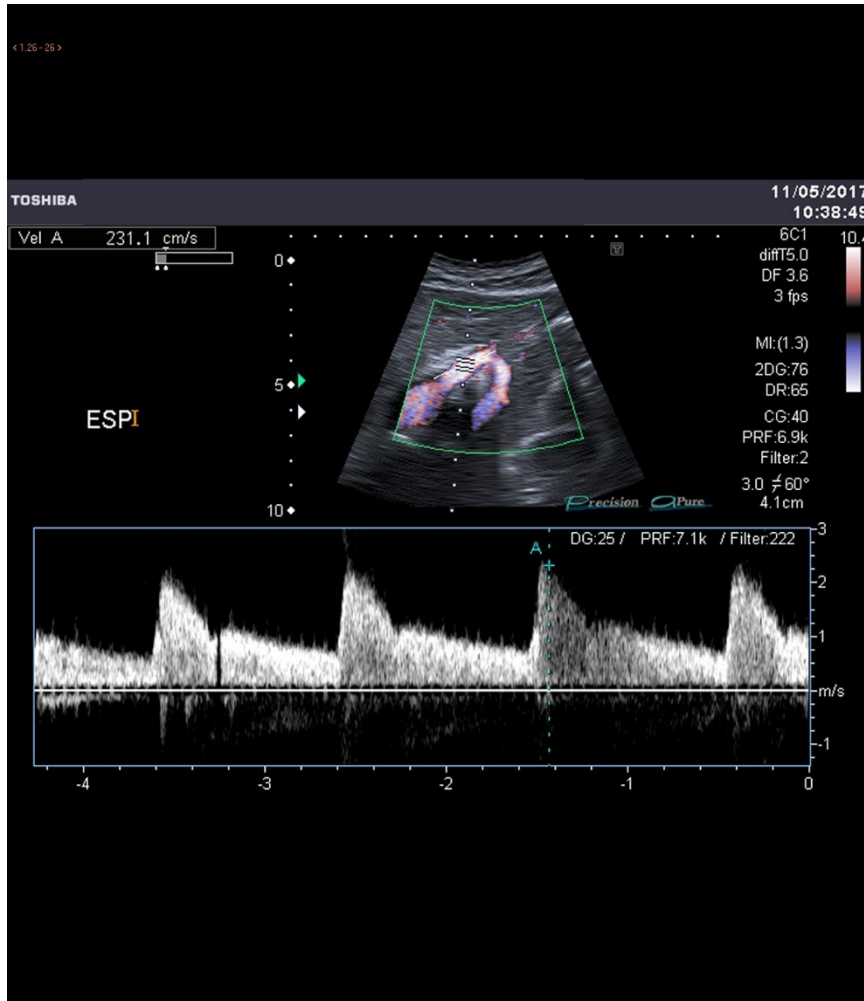 < 1.26 - 26 >
TOSHIBA
11/05/2017
10:38:49
Vel A 231.1 cm/s
6C1
10.4
diffT5.0
DF 3.6
3 fps
MI:(1.3)
2DG:76
DR:65
CG:40
PRF:6.9k
Filter:2
3.0 ≠ 60°
4.1cm
0
5
10
T
ESPI
Precision aPure
DG:25 / PRF:7.1k / Filter:222
A
3
2
1
m/s
-1
-4 -3 -2 -1 0